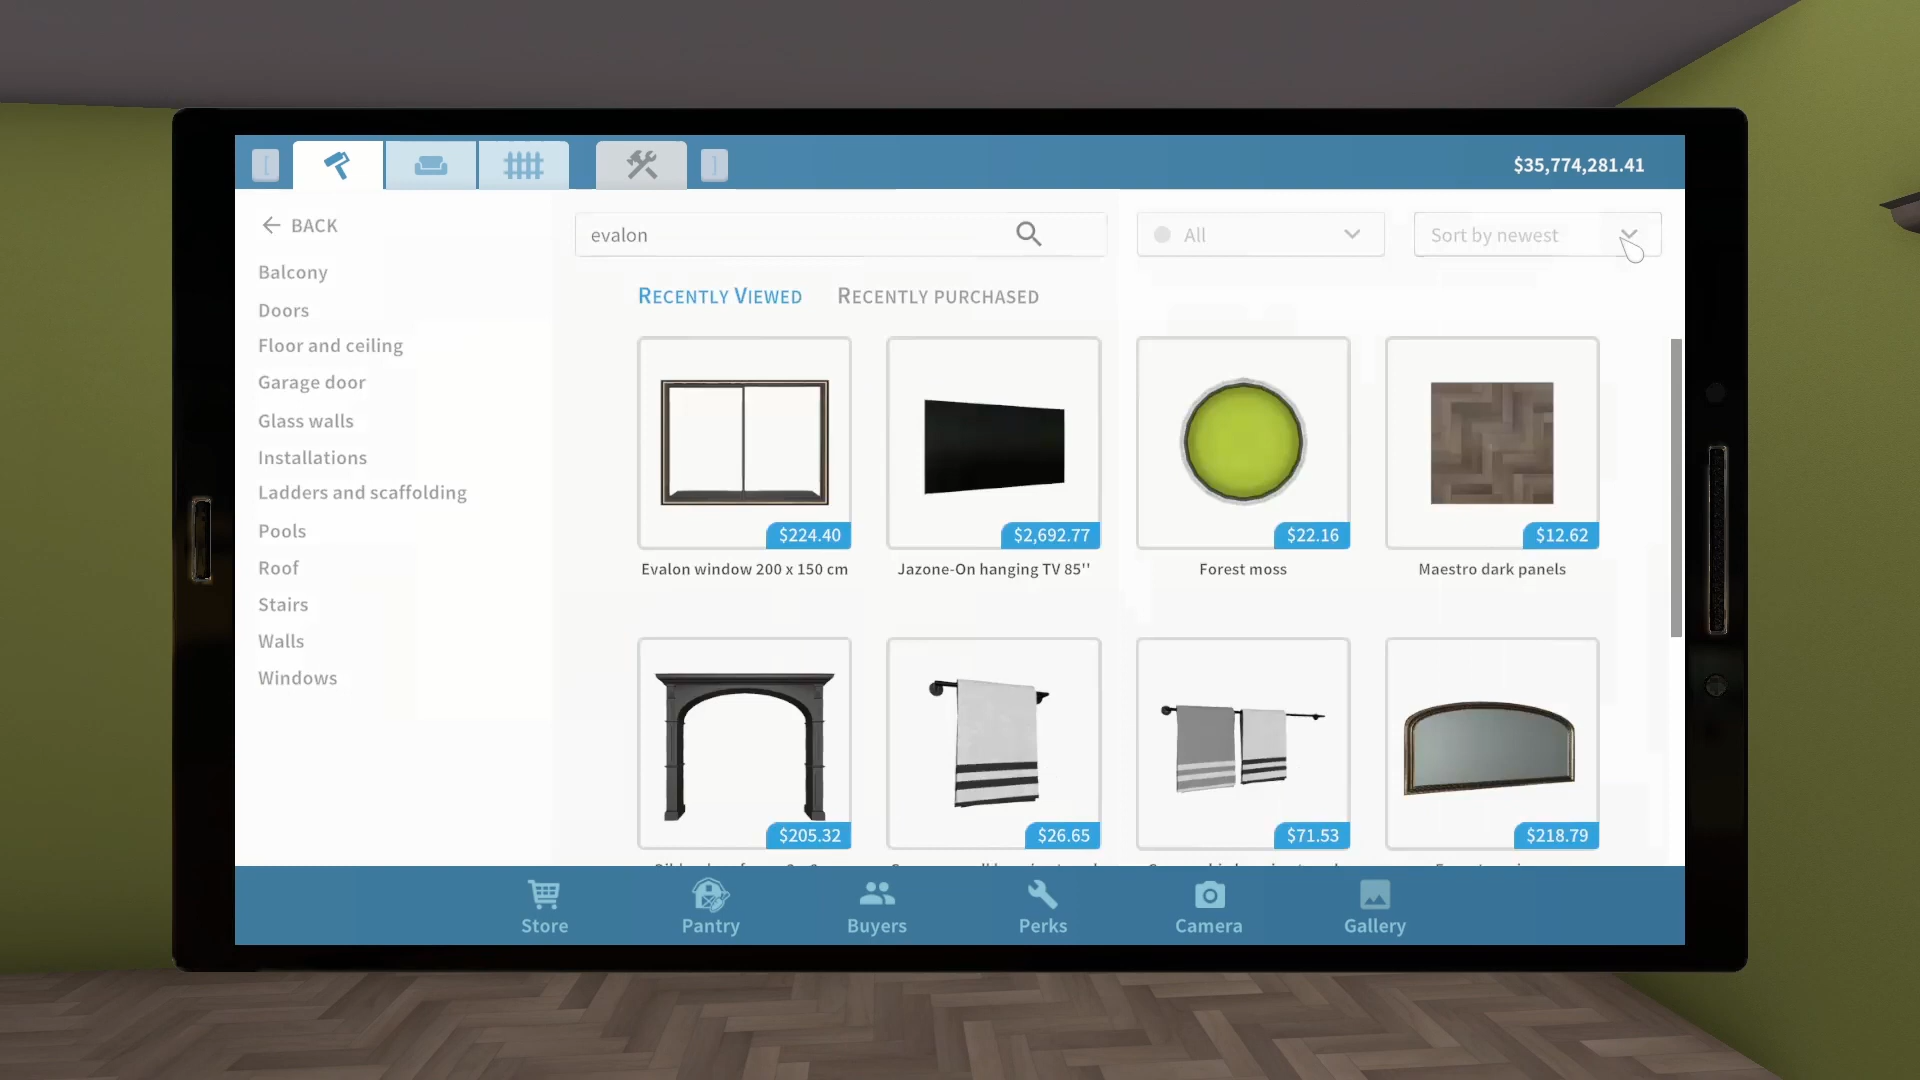 [
]
$35,774,281.41
BACK
evalon
All
Sort by newest
Balcony
Doors
Floor and ceiling
Garage door
Glass walls
Installations
Ladders and scaffolding
Pools
Roof
Stairs
Walls
Windows
RECENTLY VIEWED
RECENTLY PURCHASED
$224.40
Evalon window 200 x 150 cm
$2,692.77
Jazone-On hanging TV 85''
$22.16
Forest moss
$12.62
Maestro dark panels
$205.32
$26.65
$71.53
$218.79
Store
Pantry
Buyers
Perks
Camera
Gallery